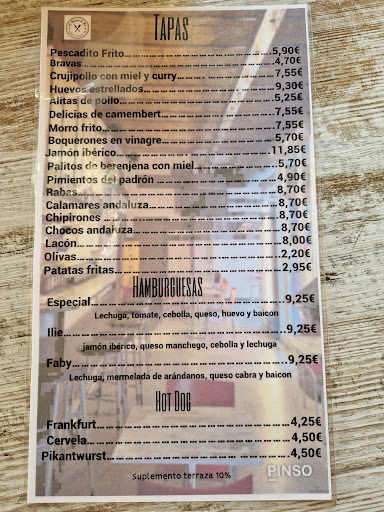 TAPAS
Pescadito Frito.....................................5,90€
Bravas.....................................4,70€
Crujipollo con miel y curry.....................................7,55€
Huevos estrellados.....................................9,30€
Alitas de pollo.....................................5,25€
Delicias de camembert.....................................7,55€
Morro frito.....................................7,55€
Boquerones en vinagre.....................................5,70€
Jamón ibérico.....................................11,85€
Palitos de berenjena con miel.....................................5,70€
Pimientos del padrón.....................................4,90€
Rabas.....................................8,70€
Calamares andaluza.....................................8,70€
Chipirones.....................................8,70€
Chocos andaluza.....................................8,70€
Lacón.....................................8,00€
Olivas.....................................2,20€
Patatas fritas.....................................2,95€
HAMBURGUESAS
Especial.....................................9,25€
Lechuga, tomate, cebolla, queso, huevo y baicon
Ilie.....................................9,25€
jamón ibérico, queso manchego, cebolla y lechuga
Faby.....................................9,25€
Lechuga, mermelada de arándanos, queso cabra y baicon
HOT DOG
Frankfurt.....................................4,25€
Cervela.....................................4,50€
Pikantwurst.....................................4,50€
Suplemento terraza 10%
PINSO